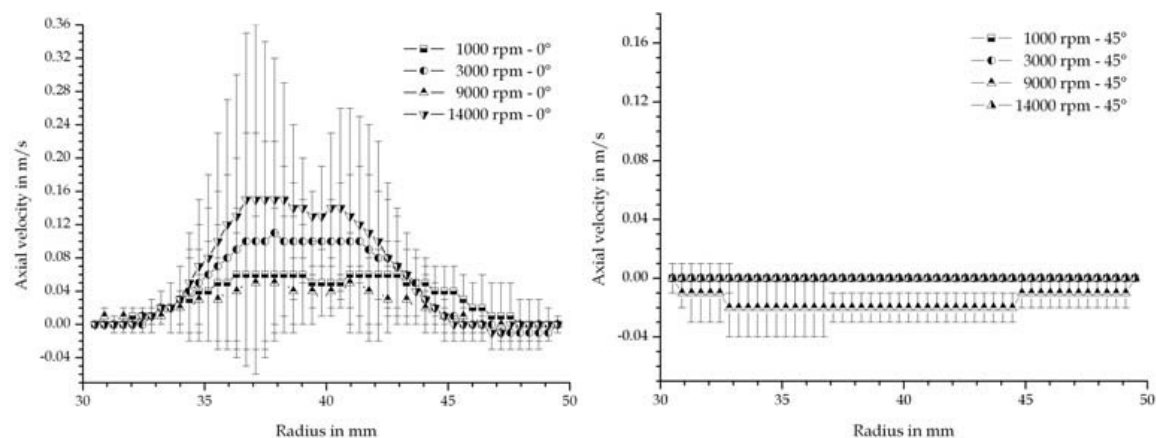 0.36
0.32
0.28
0.24
0.20
0.16
0.12
0.08
0.04
0.00
-0.04
Axial velocity in m/s
1000 rpm - 0°
3000 rpm - 0°
9000 rpm - 0°
14000 rpm - 0°
30 35 40 45 50
Radius in mm
0.16
0.12
0.08
0.04
0.00
-0.04
Axial velocity in m/s
1000 rpm - 45°
3000 rpm - 45°
9000 rpm - 45°
14000 rpm - 45°
30 35 40 45 50
Radius in mm